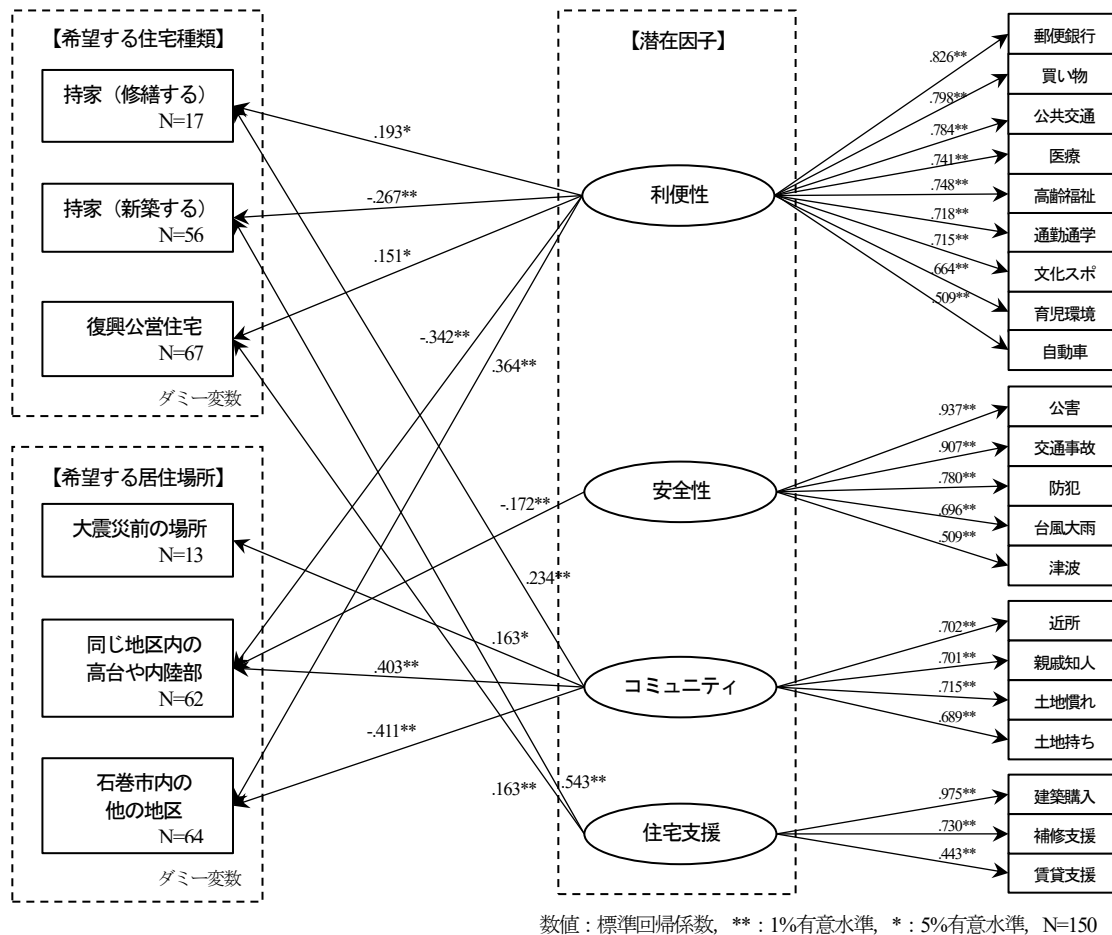 【希望する住宅種類】
持家（修繕する）
N=17
持家（新築する）
N=56
復興公営住宅
N=67
ダミー変数
【希望する居住場所】
大震災前の場所
N=13
同じ地区内の
高台や内陸部
N=62
石巻市内の
他の地区
N=64
ダミー変数
.193*
-.267**
.151*
-.342**
.364**
-.172**
.234**
.163*
.403**
-.411**
.163**
.543**
【潜在因子】
利便性
安全性
コミュニティ
住宅支援
.826**
.798**
.784**
.741**
.748**
.718**
.715**
.664**
.509**
.937**
.907**
.780**
.696**
.509**
.702**
.701**
.715**
.689**
.975**
.730**
.443**
郵便銀行
買い物
公共交通
医療
高齢福祉
通勤通学
文化スポ
育児環境
自動車
公害
交通事故
防犯
台風大雨
津波
近所
親戚知人
土地慣れ
土地持ち
建築購入
補修支援
賃貸支援
数値：標準回帰係数, **：1%有意水準, *：5%有意水準, N=150